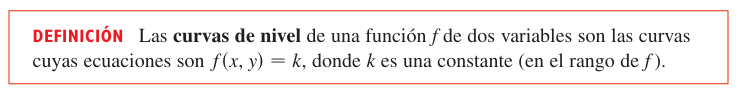 DEFINICIÓN Las curvas de nivel de una función f de dos variables son las curvas
cuyas ecuaciones son f(x, y) = k, donde k es una constante (en el rango de f).